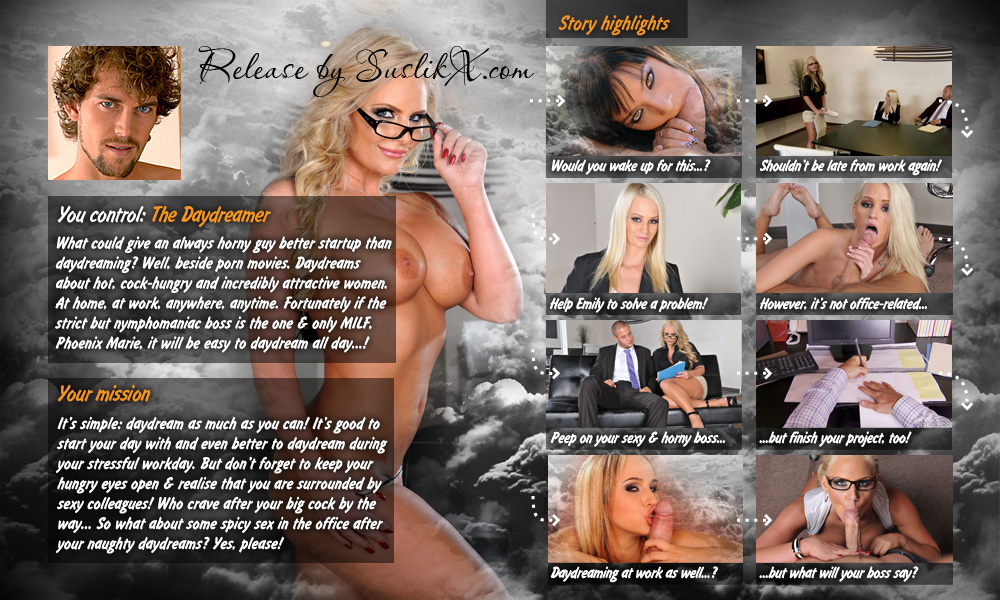 Release by SuslikX.com
You control: The Daydreamer
What could give an always horny guy better startup than
daydreaming? Well, beside porn movies. Daydreams
about hot, cock-hungry and incredibly attractive women.
At home, at work, anywhere, anytime. Fortunately if the
strict but nymphomaniac boss is the one & only MILF,
Phoenix Marie, it will be easy to daydream all day...!
Your mission
It's simple: daydream as much as you can! It's good to
start your day with and even better to daydream during
your stressful workday. But don't forget to keep your
hungry eyes open & realise that you are surrounded by
sexy colleagues! Who crave after your big cock by the
way... So what about some spicy sex in the office after
your naughty daydreams? Yes, please!
Story highlights
Would you wake up for this...?
Shouldn't be late from work again!
Help Emily to solve a problem!
However, it's not office-related...
Peep on your sexy & horny boss...
...but finish your project, too!
Daydreaming at work as well...?
...but what will your boss say?